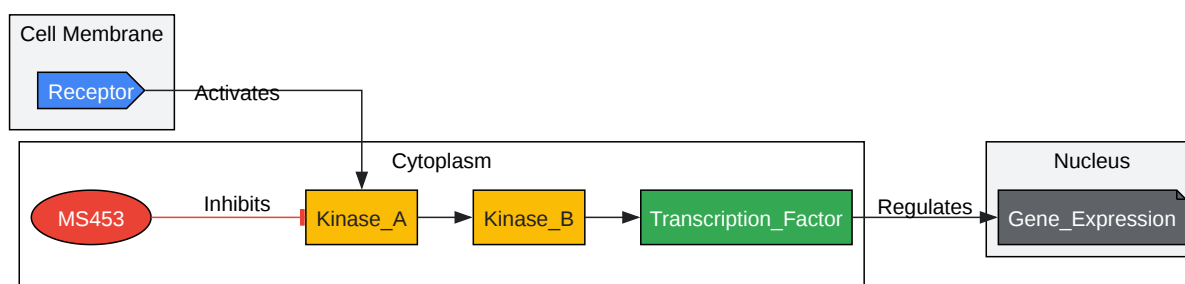 Cell Membrane
Receptor
Activates
Cytoplasm
Nucleus
MS453
Inhibits
Kinase_A
Kinase_B
Transcription_Factor
Regulates
Gene_Expression